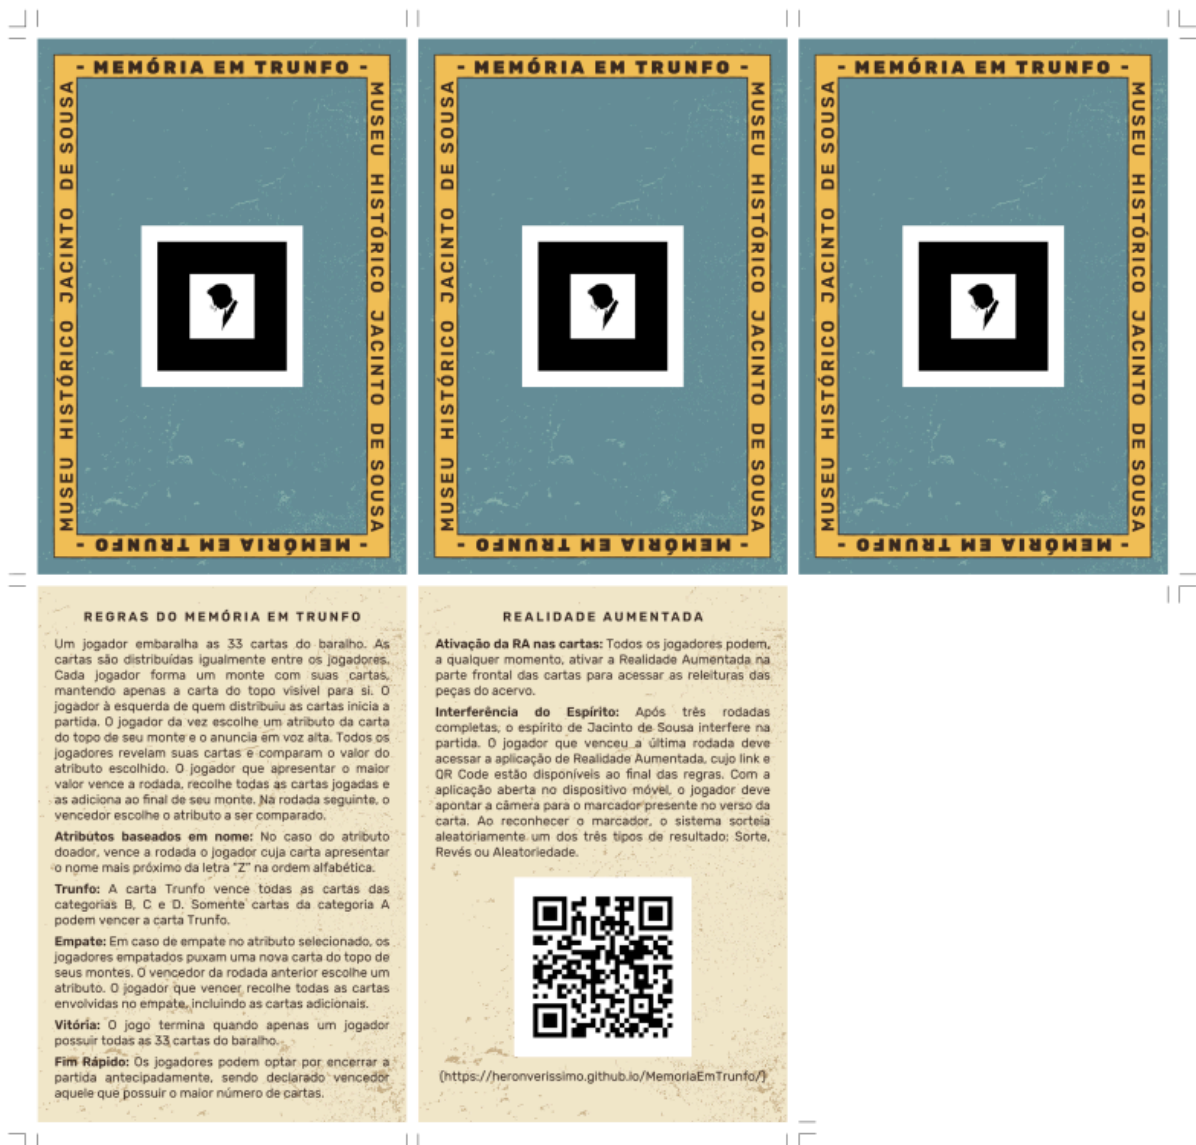 - MEMÓRIA EM TRUNFO -
MUSEU HISTÓRICO JACINTO DE SOUSA
MUSEU HISTÓRICO JACINTO DE SOUSA
- MEMÓRIA EM TRUNFO -
- MEMÓRIA EM TRUNFO -
MUSEU HISTÓRICO JACINTO DE SOUSA
MUSEU HISTÓRICO JACINTO DE SOUSA
- MEMÓRIA EM TRUNFO -
- MEMÓRIA EM TRUNFO -
MUSEU HISTÓRICO JACINTO DE SOUSA
MUSEU HISTÓRICO JACINTO DE SOUSA
- MEMÓRIA EM TRUNFO -
REGRAS DO MEMÓRIA EM TRUNFO
Um jogador embaralha as 33 cartas do baralho. As
cartas são distribuídas igualmente entre os jogadores.
Cada jogador forma um monte com suas cartas,
mantendo apenas a carta do topo visível para si. O
jogador à esquerda de quem distribuiu as cartas inicia a
partida. O jogador da vez escolhe um atributo da carta
do topo de seu monte e o anuncia em voz alta. Todos os
jogadores revelam suas cartas e comparam o valor do
atributo escolhido. O jogador que apresentar o maior
valor vence a rodada, recolhe todas as cartas jogadas e
as adiciona ao final de seu monte. Na rodada seguinte, o
vencedor escolhe o atributo a ser comparado.
Atributos baseados em nome: No caso do atributo
doador, vence a rodada o jogador cuja carta apresentar
o nome mais próximo da letra "Z" na ordem alfabética.
Trunfo: A carta Trunfo vence todas as cartas das
categorias B, C e D. Somente cartas da categoria A
podem vencer a carta Trunfo.
Empate: Em caso de empate no atributo selecionado, os
jogadores empatados puxam uma nova carta do topo de
seus montes. O vencedor da rodada anterior escolhe um
atributo. O jogador que vencer recolhe todas as cartas
envolvidas no empate, incluindo as cartas adicionais.
Vitória: O jogo termina quando apenas um jogador
possuir todas as 33 cartas do baralho.
Fim Rápido: Os jogadores podem optar por encerrar a
partida antecipadamente, sendo declarado vencedor
aquele que possuir o maior número de cartas.
REALIDADE AUMENTADA
Ativação da RA nas cartas: Todos os jogadores podem,
a qualquer momento, ativar a Realidade Aumentada na
parte frontal das cartas para acessar as releituras das
peças do acervo.
Interferência do Espírito: Após três rodadas
completas, o espírito de Jacinto de Sousa interfere na
partida. O jogador que venceu a última rodada deve
acessar a aplicação de Realidade Aumentada, cujo link e
QR Code estão disponíveis ao final das regras. Com a
aplicação aberta no dispositivo móvel, o jogador deve
apontar a câmera para o marcador presente no verso da
carta. Ao reconhecer o marcador, o sistema sorteia
aleatoriamente um dos três tipos de resultado: Sorte,
Revés ou Aleatoriedade.
(https://heronverissimo.github.io/MemoriaEmTrunfo/)